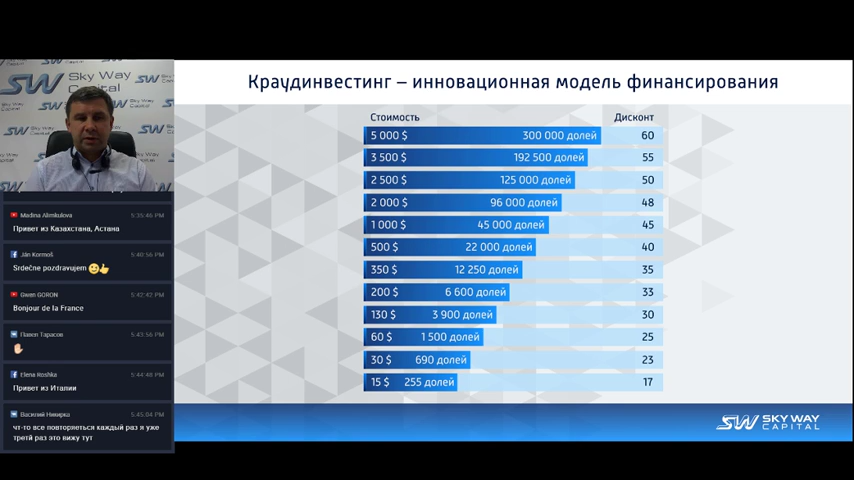 Sky Way
Capital
Краудинвестинг – инновационная модель финансирования
Стоимость Дисконт
5 000 $ 300 000 долей 60
3 500 $ 192 500 долей 55
2 500 $ 125 000 долей 50
2 000 $ 96 000 долей 48
1 000 $ 45 000 долей 45
500 $ 22 000 долей 40
350 $ 12 250 долей 35
200 $ 6 600 долей 33
130 $ 3 900 долей 30
60 $ 1 500 долей 25
30 $ 690 долей 23
15 $ 255 долей 17
SW SKY WAY
CAPITAL
Madina Alimkulova 5:35:46 PM
Привет из Казахстана, Астана
Ján Kormoš 5:40:56 PM
Srdečne pozdravujem
Gwen GORON 5:42:42 PM
Bonjour de la France
Павел Тарасов 5:43:56 PM
Elena Roshka 5:44:48 PM
Привет из Италии
Василий Никирка 5:45:04 PM
чт-то все повторяеться каждый раз я уже
третй раз это вижу тут